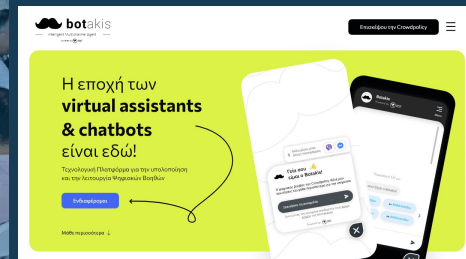 botakis
Intelligent Multichannel Agent
Επισκέψου την Crowdpolicy
Η εποχή των
virtual assistants
& chatbots
είναι εδώ!
Τεχνολογική Πλατφόρμα για την υλοποίηση
και την λειτουργία Ψηφιακών Βοηθών
Ενδιαφέρομαι
Μάθε περισσότερα ↓
Γεια σου 👋
είμαι ο Botakis!
Botakis